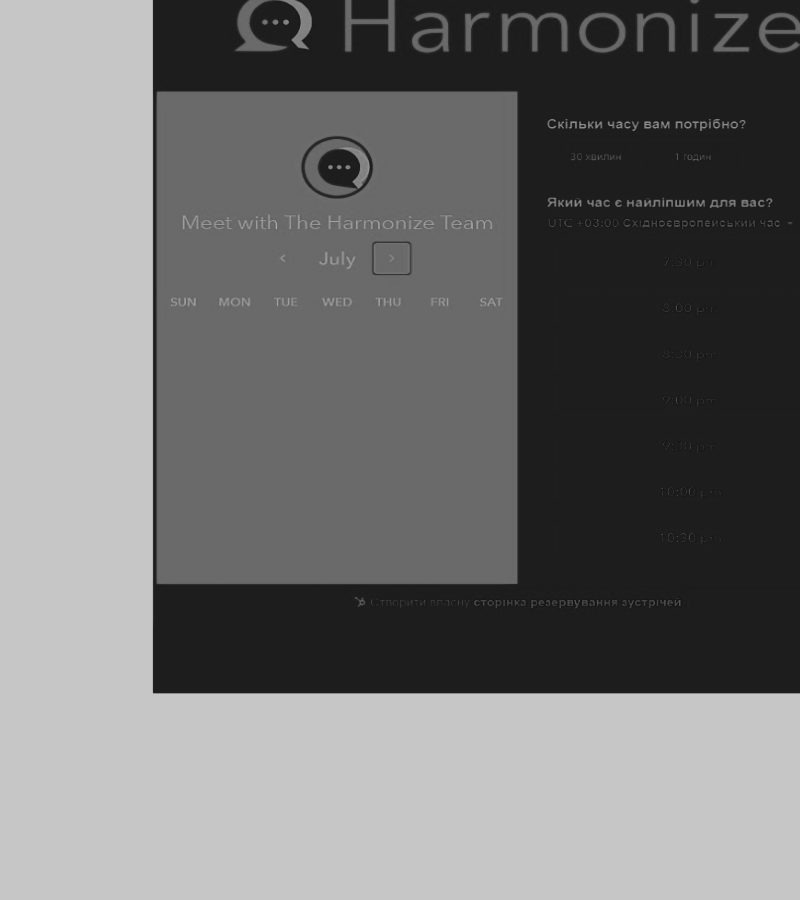 Harmonize
Meet with The Harmonize Team
July
SUN MON TUE WED THU FRI SAT
Скільки часу вам потрібно?
30 хвилин 1 годин
Який час є найліпшим для вас?
UTC +03:00 Східноєвропейський час
7:30 pm
8:00 pm
8:30 pm
9:00 pm
9:30 pm
10:00 pm
10:30 pm
Створити власну сторінка резервування зустрічей